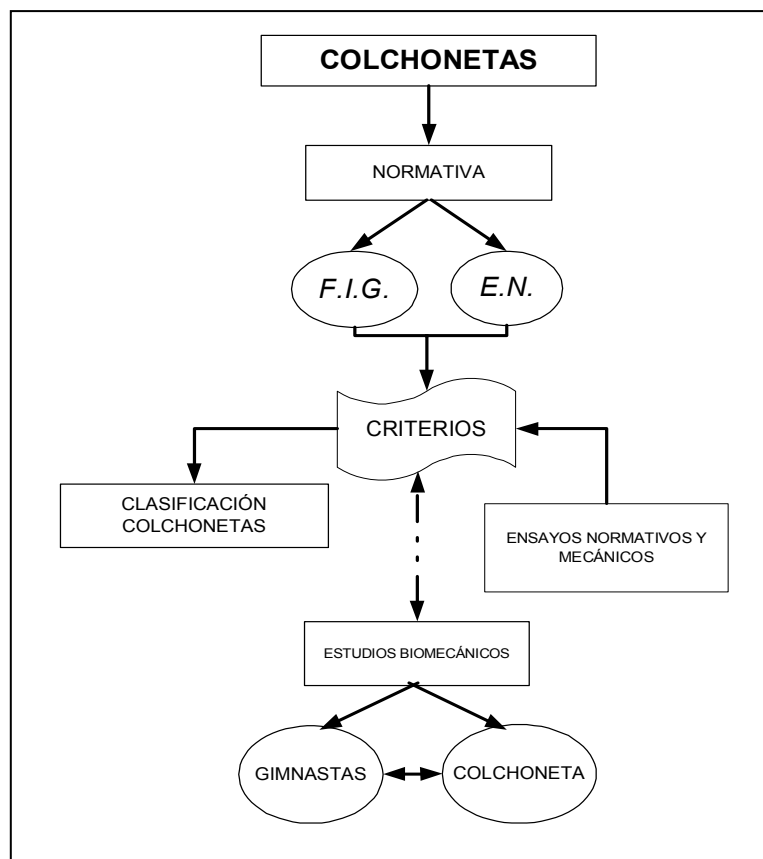 COLCHONETAS
NORMATIVA
F.I.G.
E.N.
CRITERIOS
CLASIFICACIÓN
COLCHONETAS
ENSAYOS NORMATIVOS Y
MECÁNICOS
ESTUDIOS BIOMECÁNICOS
GIMNASTAS
COLCHONETA